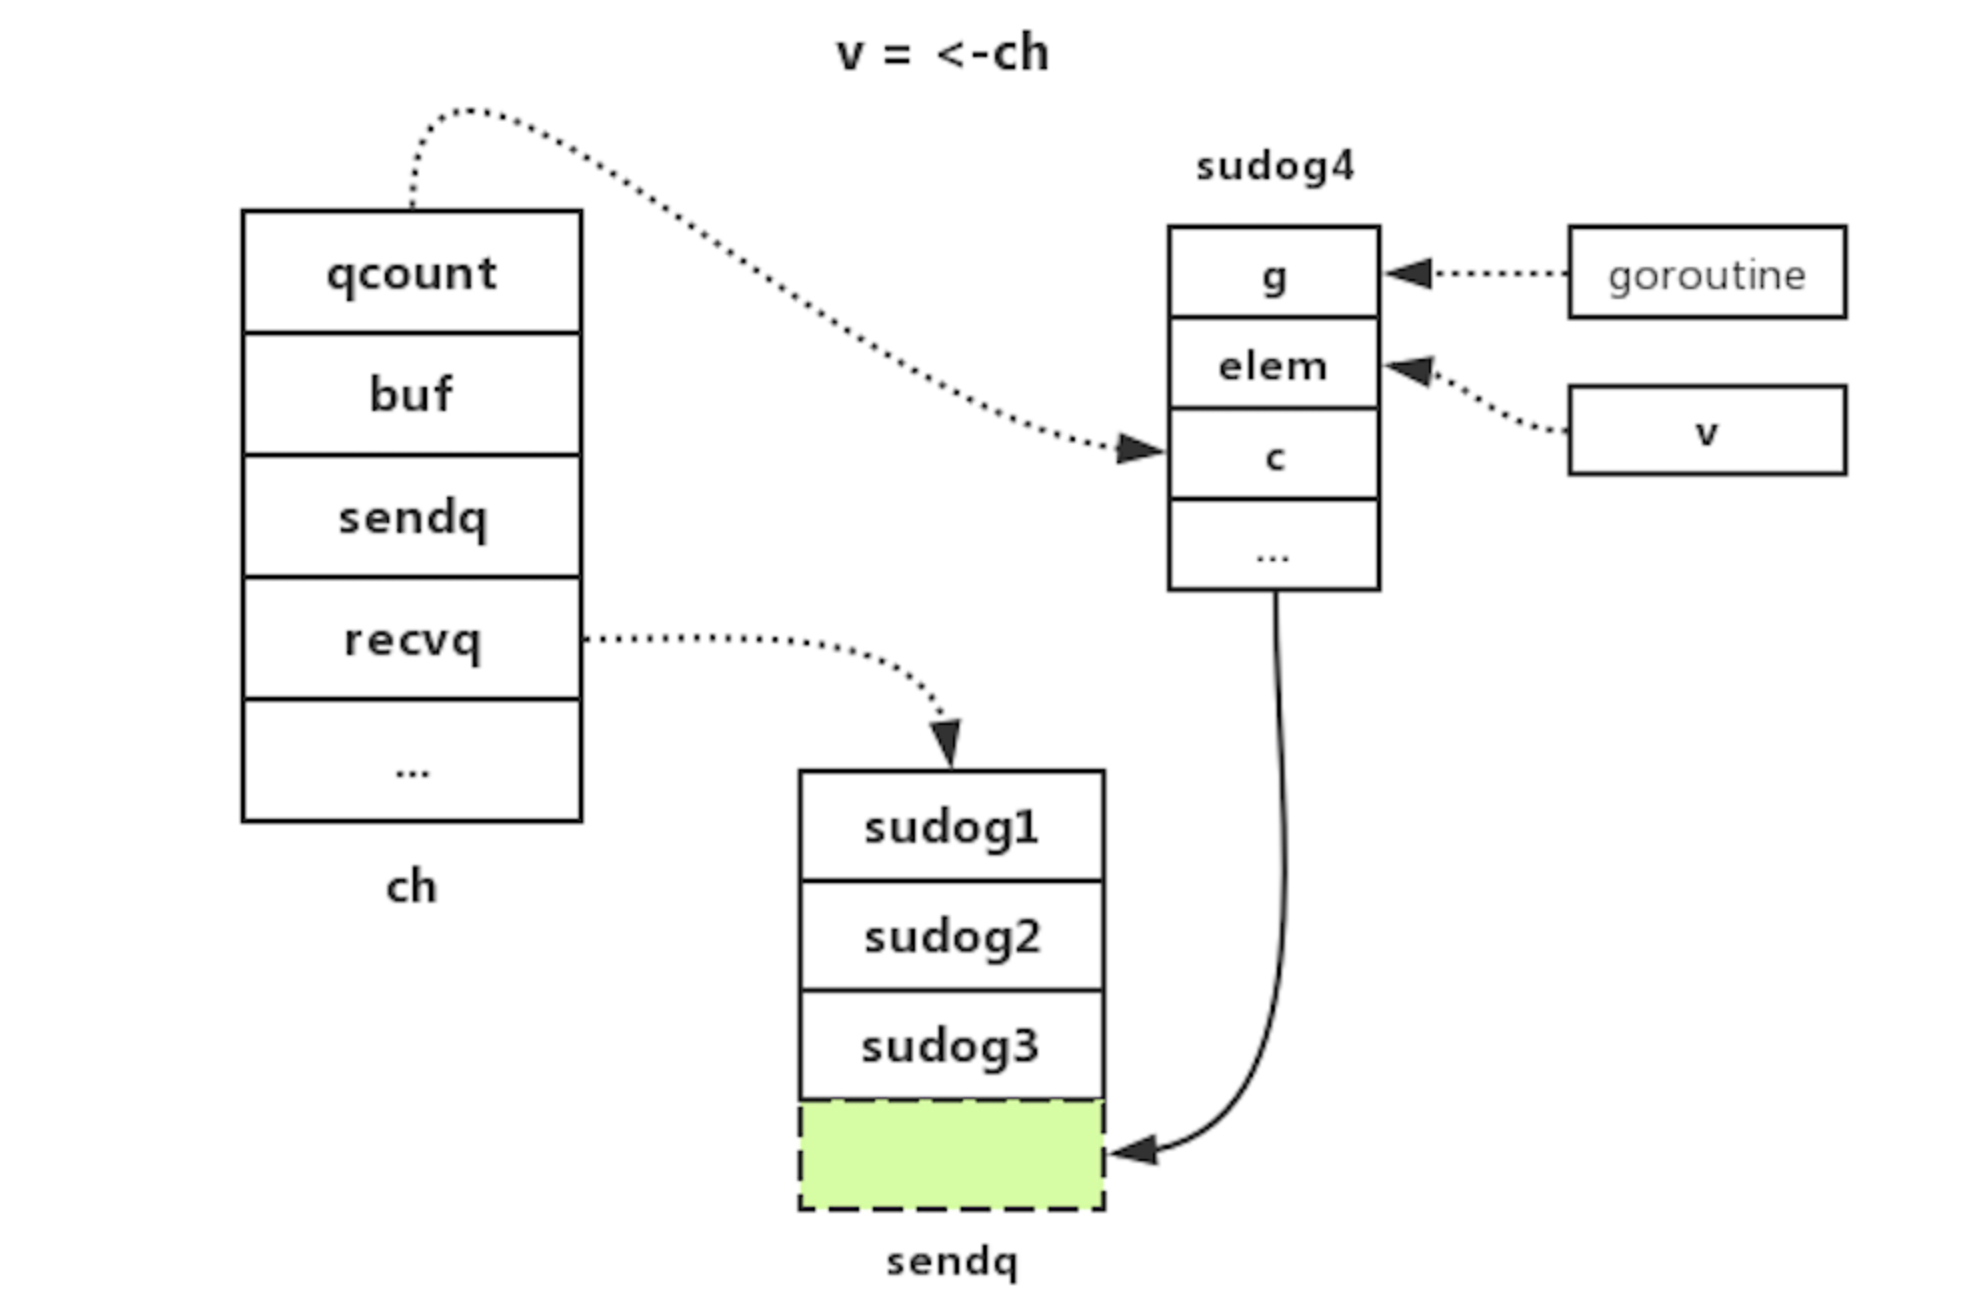 v = <-ch
sudog4
qcount
buf
sendq
recvq
...
ch
g
elem
c
...
goroutine
v
sudog1
sudog2
sudog3
sendq